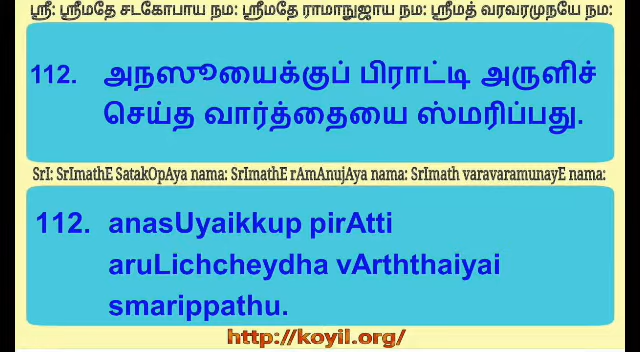 ஸ்ரீ: ஸ்ரீமதே சடகோபாய நம: ஸ்ரீமதே ராமாநுஜாய நம: ஸ்ரீமத் வரவரமுநயே நம:
112. அநஸூயைக்குப் பிராட்டி அருளிச்
செய்த வார்த்தையை ஸ்மரிப்பது.
SrI: SrImathE SatakOpAya nama: SrImathE rAmAnujAya nama: SrImath varavaramunayE nama:
112. anasUyaikkup pirAtti
aruLichcheydha vArththaiyai
smarippathu.
http://koyil.org/